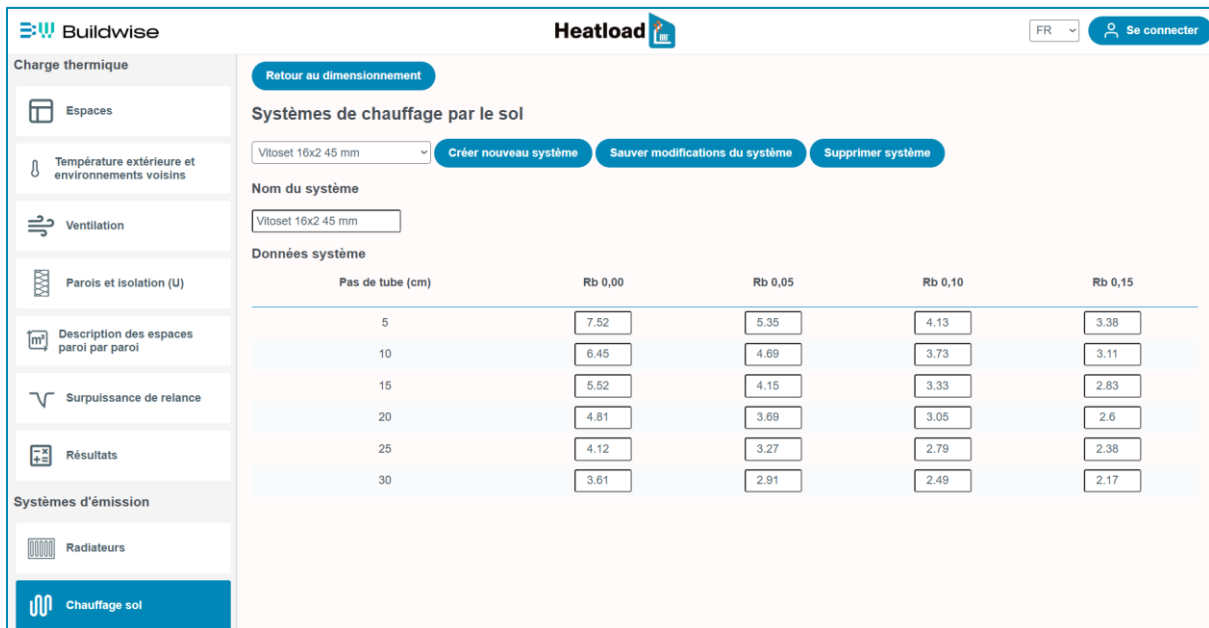 Buildwise
Heatload
FR
Se connecter
Charge thermique
Espaces
Température extérieure et
environnements voisins
Ventilation
Parois et isolation (U)
m²
Description des espaces
paroi par paroi
Surpuissance de relance
Résultats
Systèmes d'émission
Radiateurs
Chauffage sol
Retour au dimensionnement
Systèmes de chauffage par le sol
Vitoset 16x2 45 mm
Créer nouveau système
Sauver modifications du système
Supprimer système
Nom du système
Vitoset 16x2 45 mm
Données système
Pas de tube (cm) Rb 0,00 Rb 0,05 Rb 0,10 Rb 0,15
5 7.52 5.35 4.13 3.38
10 6.45 4.69 3.73 3.11
15 5.52 4.15 3.33 2.83
20 4.81 3.69 3.05 2.6
25 4.12 3.27 2.79 2.38
30 3.61 2.91 2.49 2.17